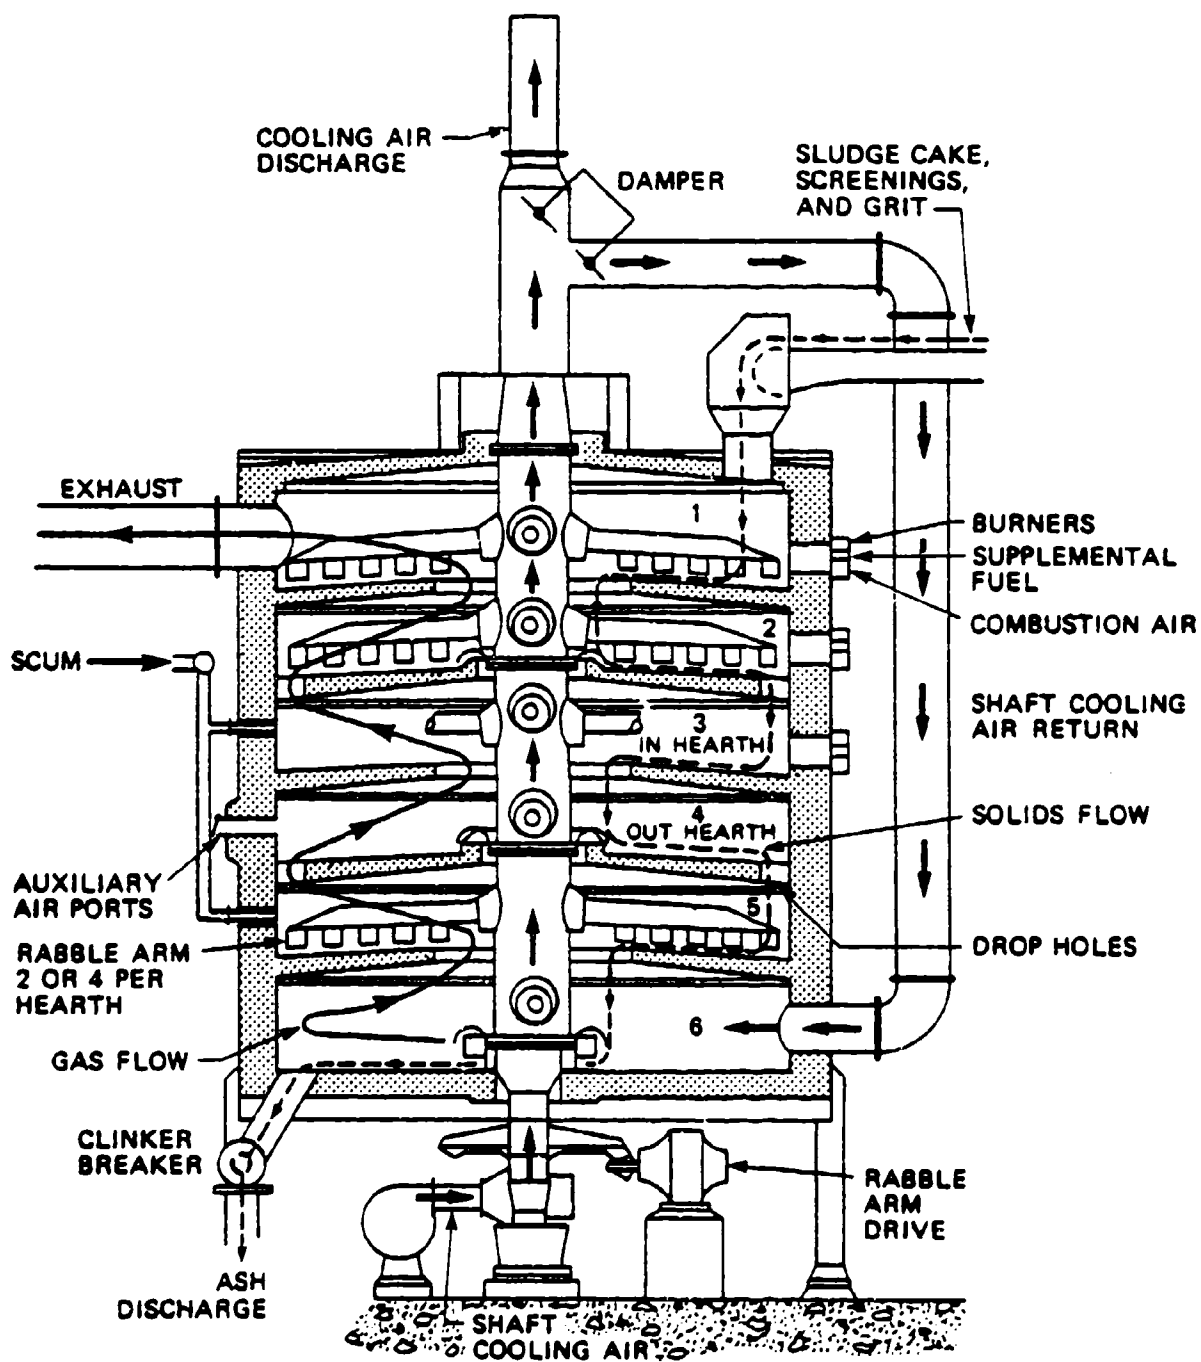 COOLING AIR
DISCHARGE
DAMPER
SLUDGE CAKE,
SCREENINGS,
AND GRIT
EXHAUST
1
BURNERS
SUPPLEMENTAL
FUEL
COMBUSTION AIR
2
SCUM
SHAFT COOLING
AIR RETURN
3
IN HEARTH
4
OUT HEARTH
SOLIDS FLOW
AUXILIARY
AIR PORTS
5
RABBLE ARM
2 OR 4 PER
HEARTH
DROP HOLES
6
GAS FLOW
CLINKER
BREAKER
RABBLE
ARM
DRIVE
ASH
DISCHARGE
SHAFT
COOLING AIR